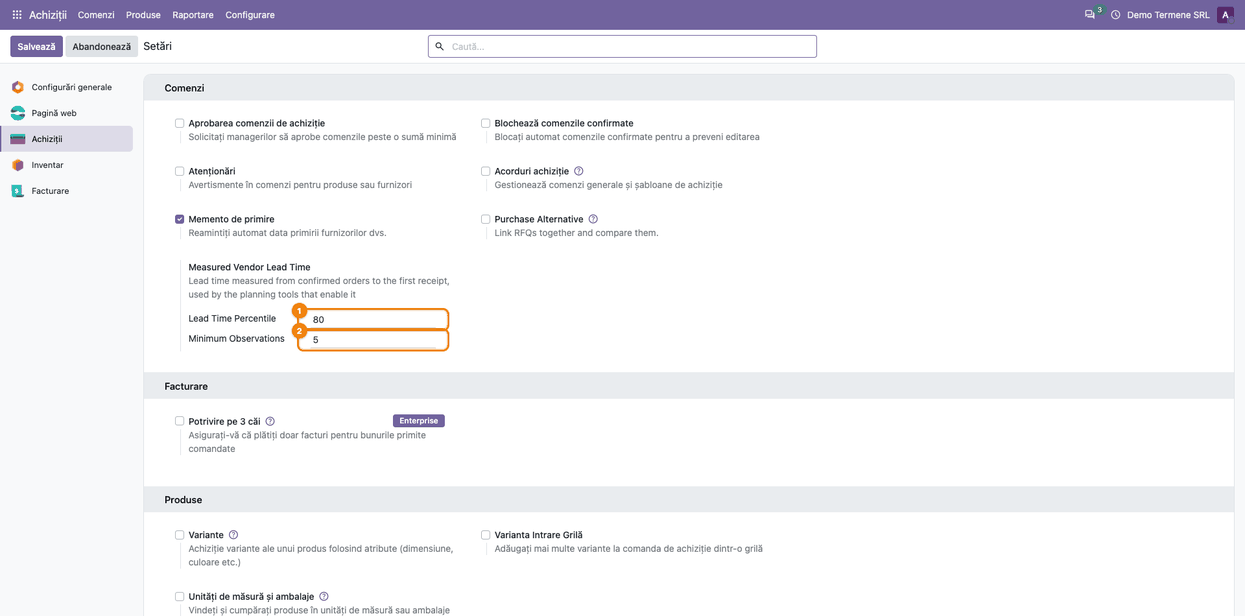 Achiziții Comenzi Produse Raportare Configurare 3 Demo Termene SRL A
Salvează Abandonează Setări Caută...
Configurări generale
Pagină web
Achiziții
Inventar
Facturare
Comenzi
Aprobarea comenzii de achiziție
Solicitați managerilor să aprobe comenzile peste o sumă minimă
Blochează comenzile confirmate
Blocați automat comenzile confirmate pentru a preveni editarea
Atenționări
Avertismente în comenzi pentru produse sau furnizori
Acorduri achiziție ?
Gestionează comenzi generale și șabloane de achiziție
Memento de primire
Reamintiți automat data primirii furnizorilor dvs.
Purchase Alternative ?
Link RFQs together and compare them.
Measured Vendor Lead Time
Lead time measured from confirmed orders to the first receipt,
used by the planning tools that enable it
1
Lead Time Percentile 80
2
Minimum Observations 5
Facturare
Potrivire pe 3 căi ? Enterprise
Asigurați-vă că plătiți doar facturi pentru bunurile primite
comandate
Produse
Variante ?
Achiziție variante ale unui produs folosind atribute (dimensiune,
culoare etc.)
Varianta Intrare Grilă
Adăugați mai multe variante la comanda de achiziție dintr-o grilă
Unități de măsură și ambalaje ?
Vindeți și cumpărați produse în unități de măsură sau ambalaje